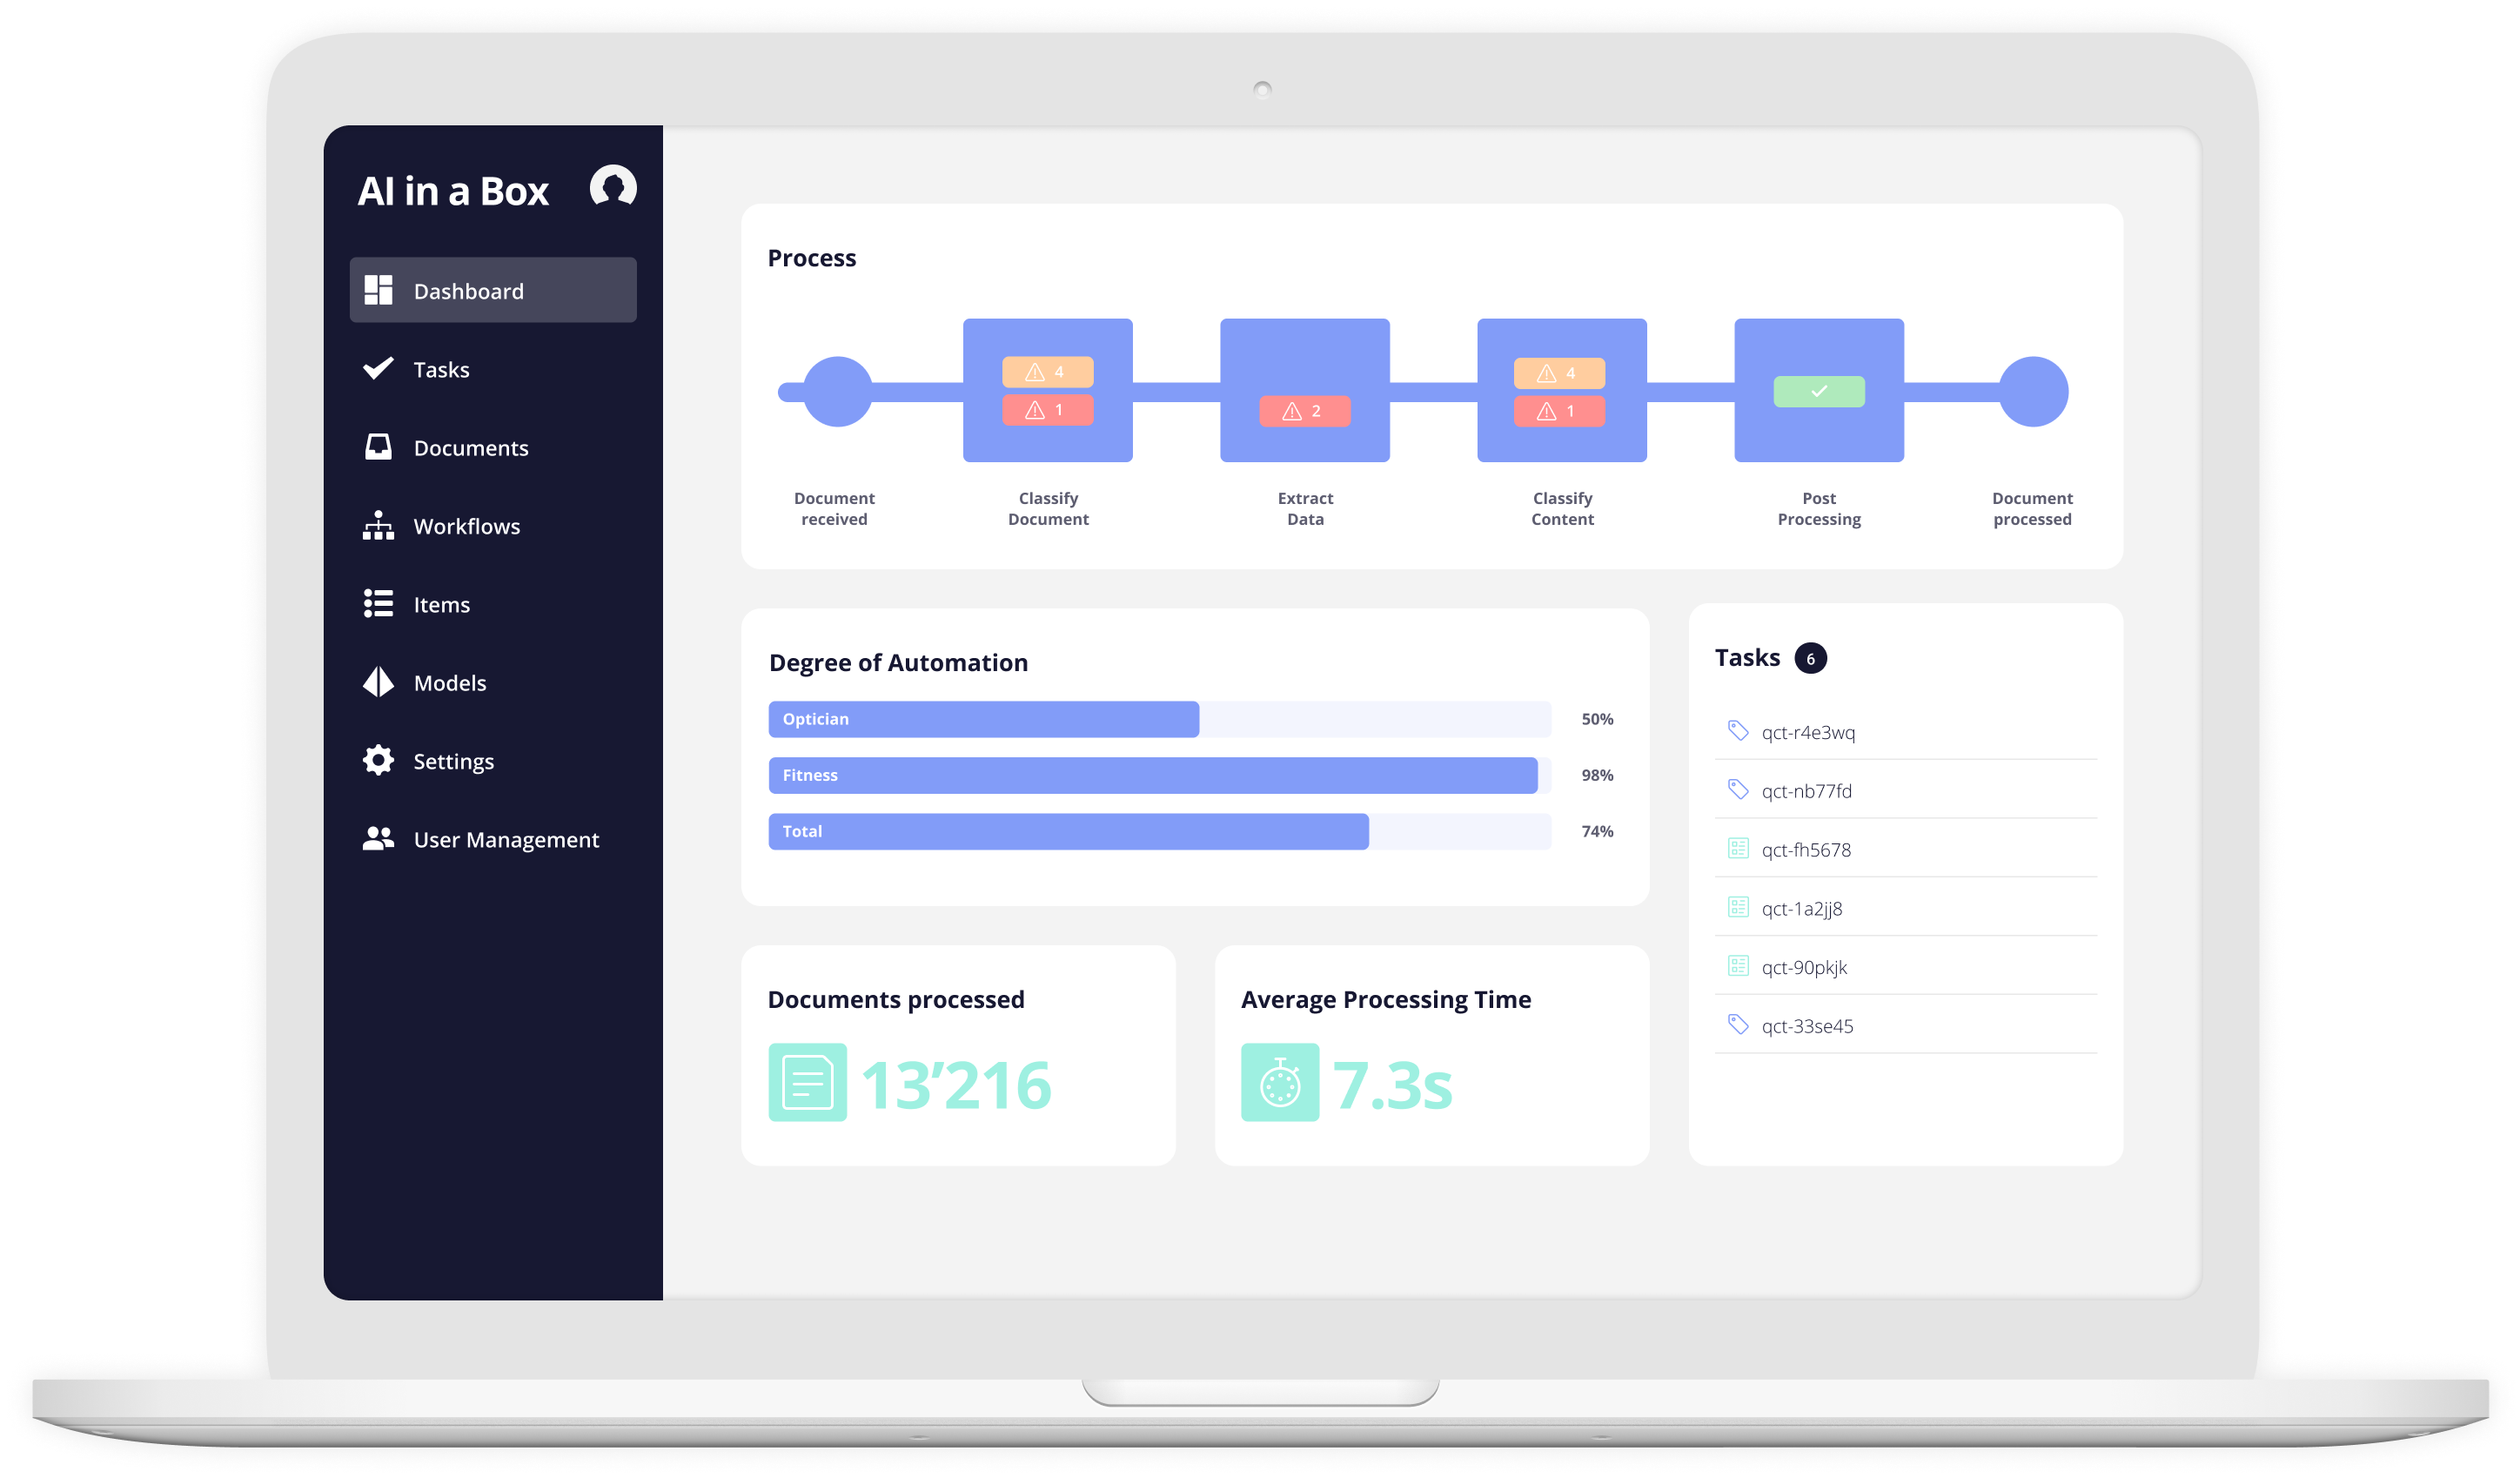 AI in a Box
Dashboard
Tasks
Documents
Workflows
Items
Models
Settings
User Management
Process
4
1
2
4
1
Document
received
Classify
Document
Extract
Data
Classify
Content
Post
Processing
Document
processed
Degree of Automation
Optician
50%
Fitness
98%
Total
74%
Documents processed
13’216
Average Processing Time
7.3s
Tasks 6
qct-r4e3wq
qct-nb77fd
qct-fh5678
qct-1a2jj8
qct-90pkjk
qct-33se45